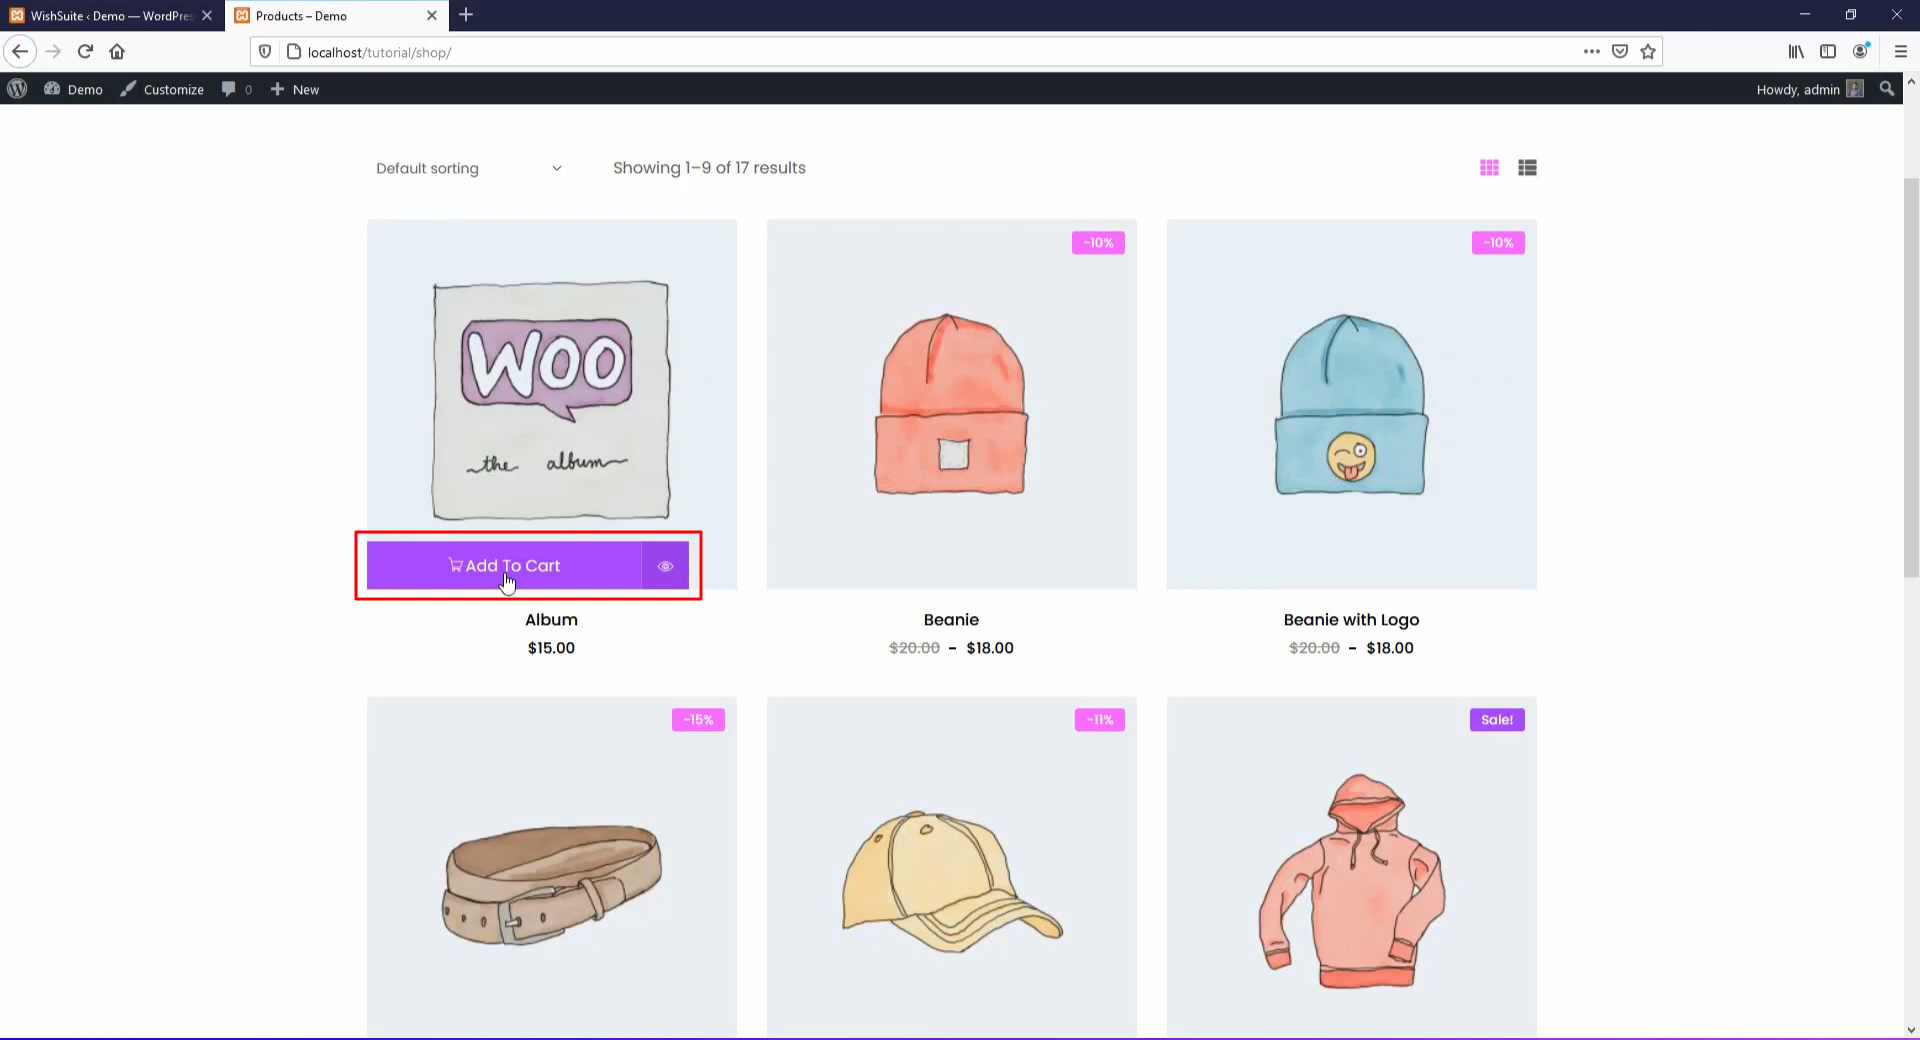 WishSuite ‹ Demo — WordPres
Products – Demo
localhost/tutorial/shop/
Demo
Customize
0
New
Howdy, admin
Default sorting
Showing 1–9 of 17 results
-10%
-10%
WOO
the album
Add To Cart
Album
Beanie
Beanie with Logo
$15.00
$20.00 - $18.00
$20.00 - $18.00
-15%
-11%
Sale!